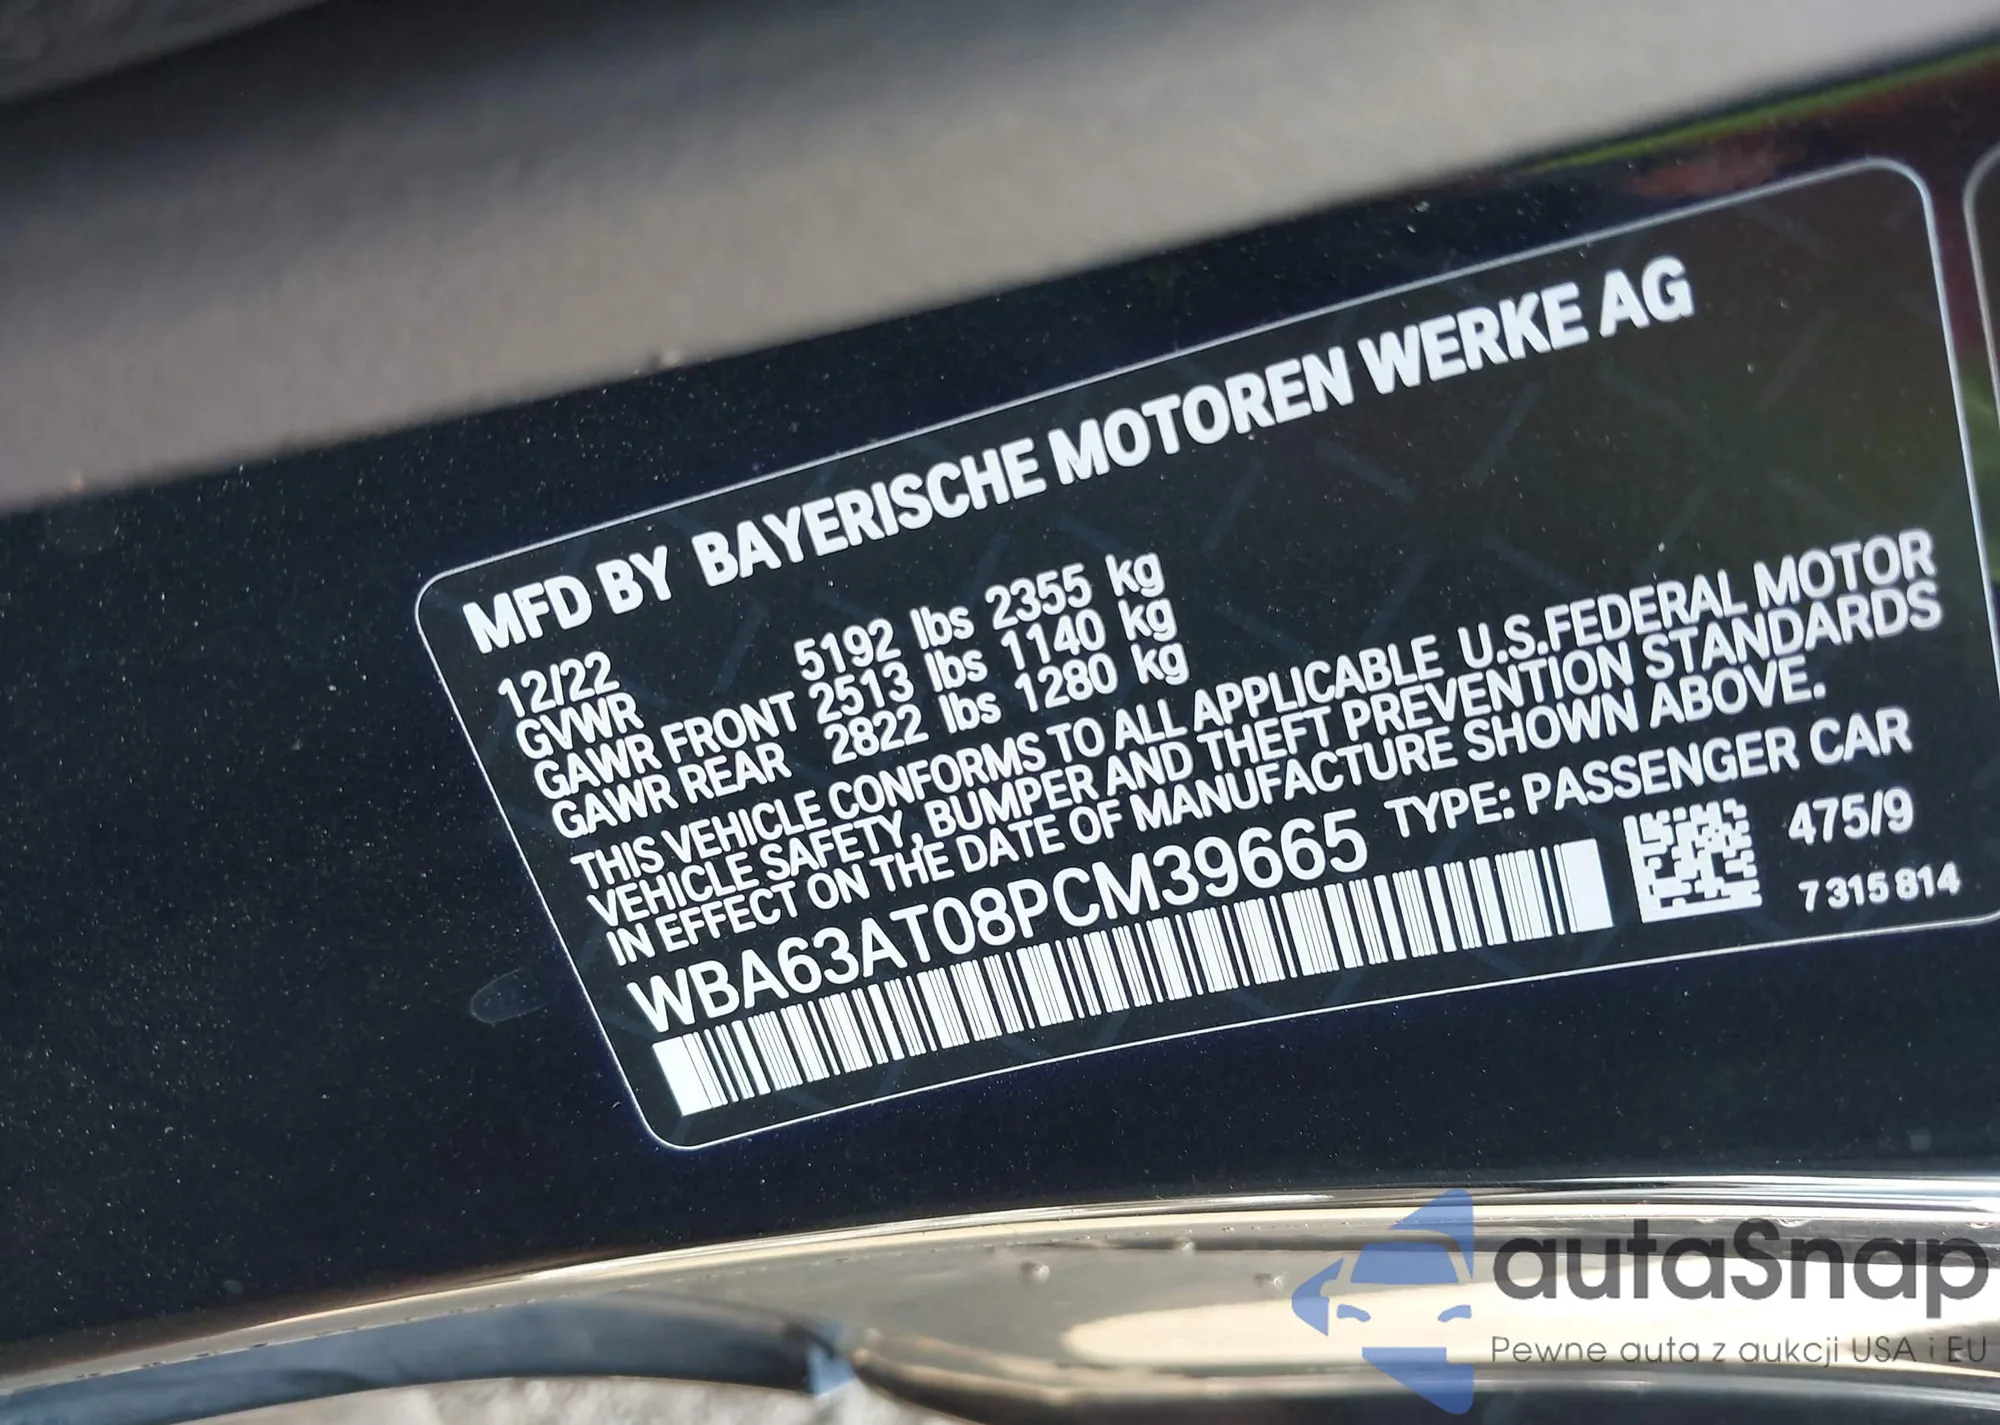 MFD BY BAYERISCHE MOTOREN WERKE AG
12/22
GVWR 5192 lbs 2355 kg
GAWR FRONT 2513 lbs 1140 kg
GAWR REAR 2822 lbs 1280 kg
THIS VEHICLE CONFORMS TO ALL APPLICABLE U.S.FEDERAL MOTOR
VEHICLE SAFETY, BUMPER AND THEFT PREVENTION STANDARDS
IN EFFECT ON THE DATE OF MANUFACTURE SHOWN ABOVE.
WBA63AT08PCM39665 TYPE: PASSENGER CAR
475/9
7 315 814
autaSnap
Pewne auta z aukcji USA i EU